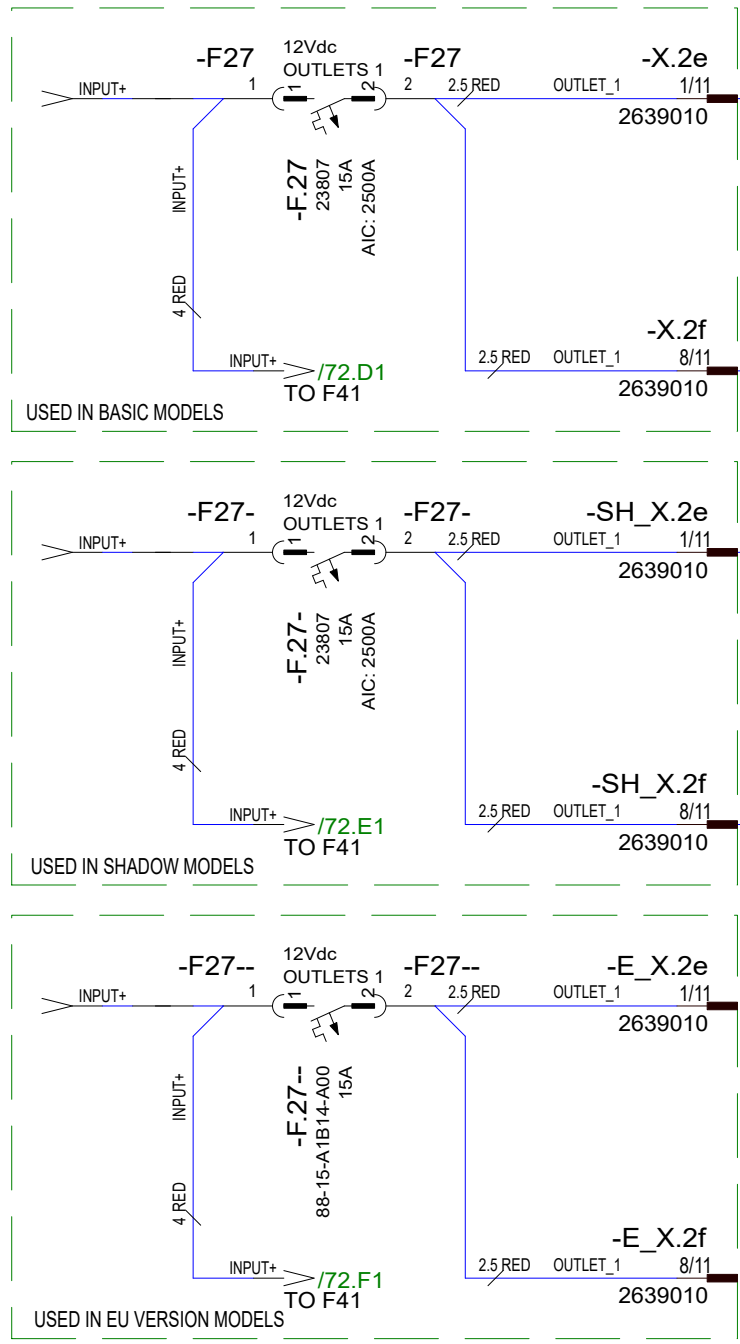 -F27
12Vdc
OUTLETS 1
-F27
-X.2e
INPUT+
1
1
2
2
2.5 RED
OUTLET_1
1/11
2639010
INPUT+
4 RED
-F.27
23807
15A
AIC: 2500A
-X.2f
INPUT+
/72.D1
TO F41
2.5 RED
OUTLET_1
8/11
2639010
USED IN BASIC MODELS
-F27-
12Vdc
OUTLETS 1
-F27-
-SH_X.2e
INPUT+
1
1
2
2
2.5 RED
OUTLET_1
1/11
2639010
INPUT+
4 RED
-F.27-
23807
15A
AIC: 2500A
-SH_X.2f
INPUT+
/72.E1
TO F41
2.5 RED
OUTLET_1
8/11
2639010
USED IN SHADOW MODELS
-F27--
12Vdc
OUTLETS 1
-F27--
-E_X.2e
INPUT+
1
1
2
2
2.5 RED
OUTLET_1
1/11
2639010
INPUT+
4 RED
-F.27--
88-15-A1B14-A00
15A
-E_X.2f
INPUT+
/72.F1
TO F41
2.5 RED
OUTLET_1
8/11
2639010
USED IN EU VERSION MODELS